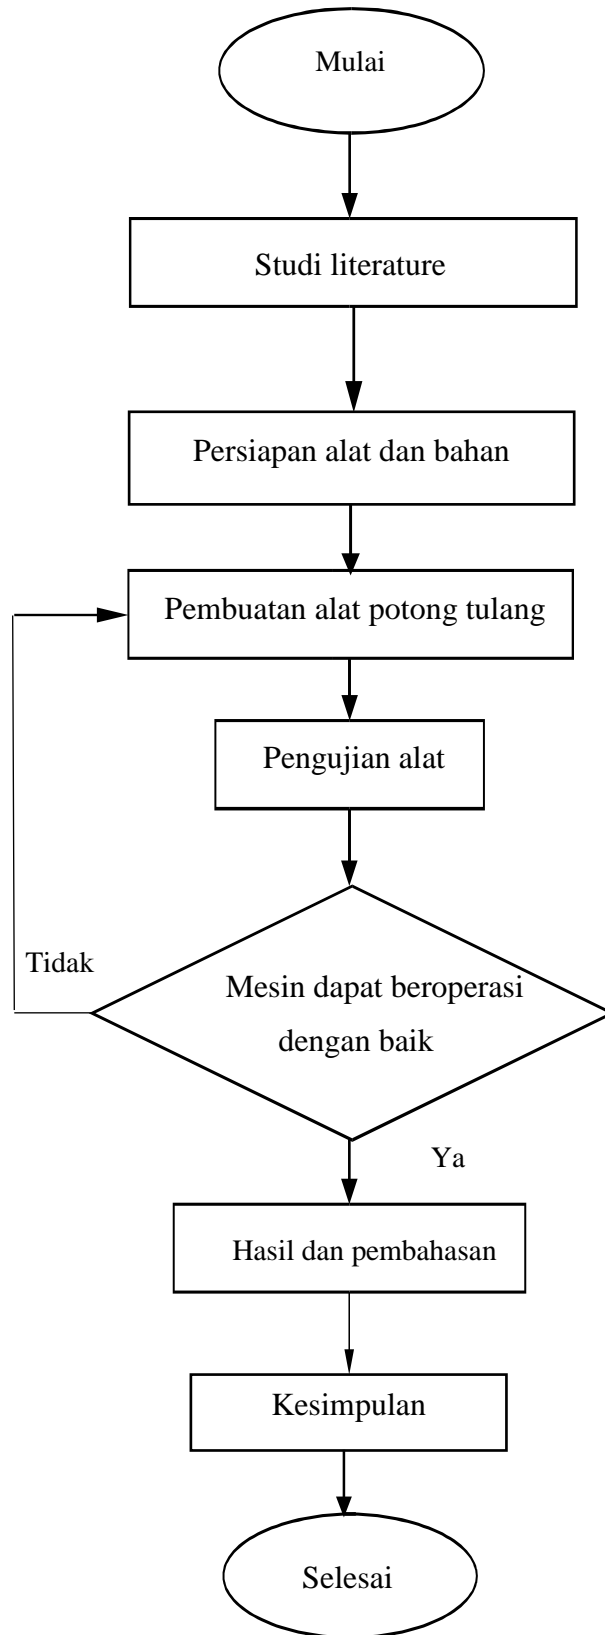 Mulai
Studi literature
Persiapan alat dan bahan
Pembuatan alat potong tulang
Pengujian alat
Tidak
Mesin dapat beroperasi
dengan baik
Ya
Hasil dan pembahasan
Kesimpulan
Selesai